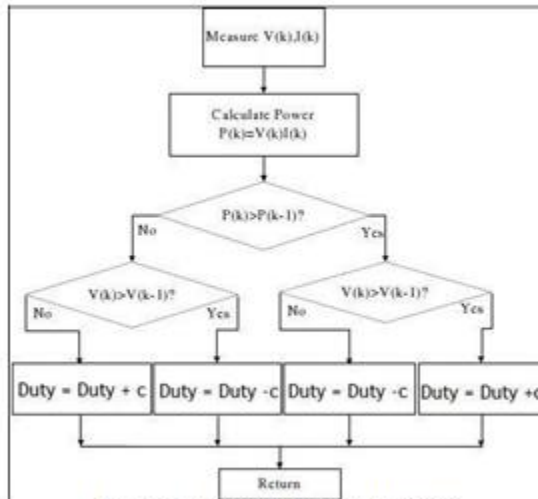 Measure V(k),I(k)
Calculate Power
P(k)=V(k)I(k)
P(k)>P(k-1)?
No
Yes
V(k)>V(k-1)?
V(k)>V(k-1)?
No
Yes
No
Yes
Duty = Duty + c
Duty = Duty -c
Duty = Duty -c
Duty = Duty +c
Return